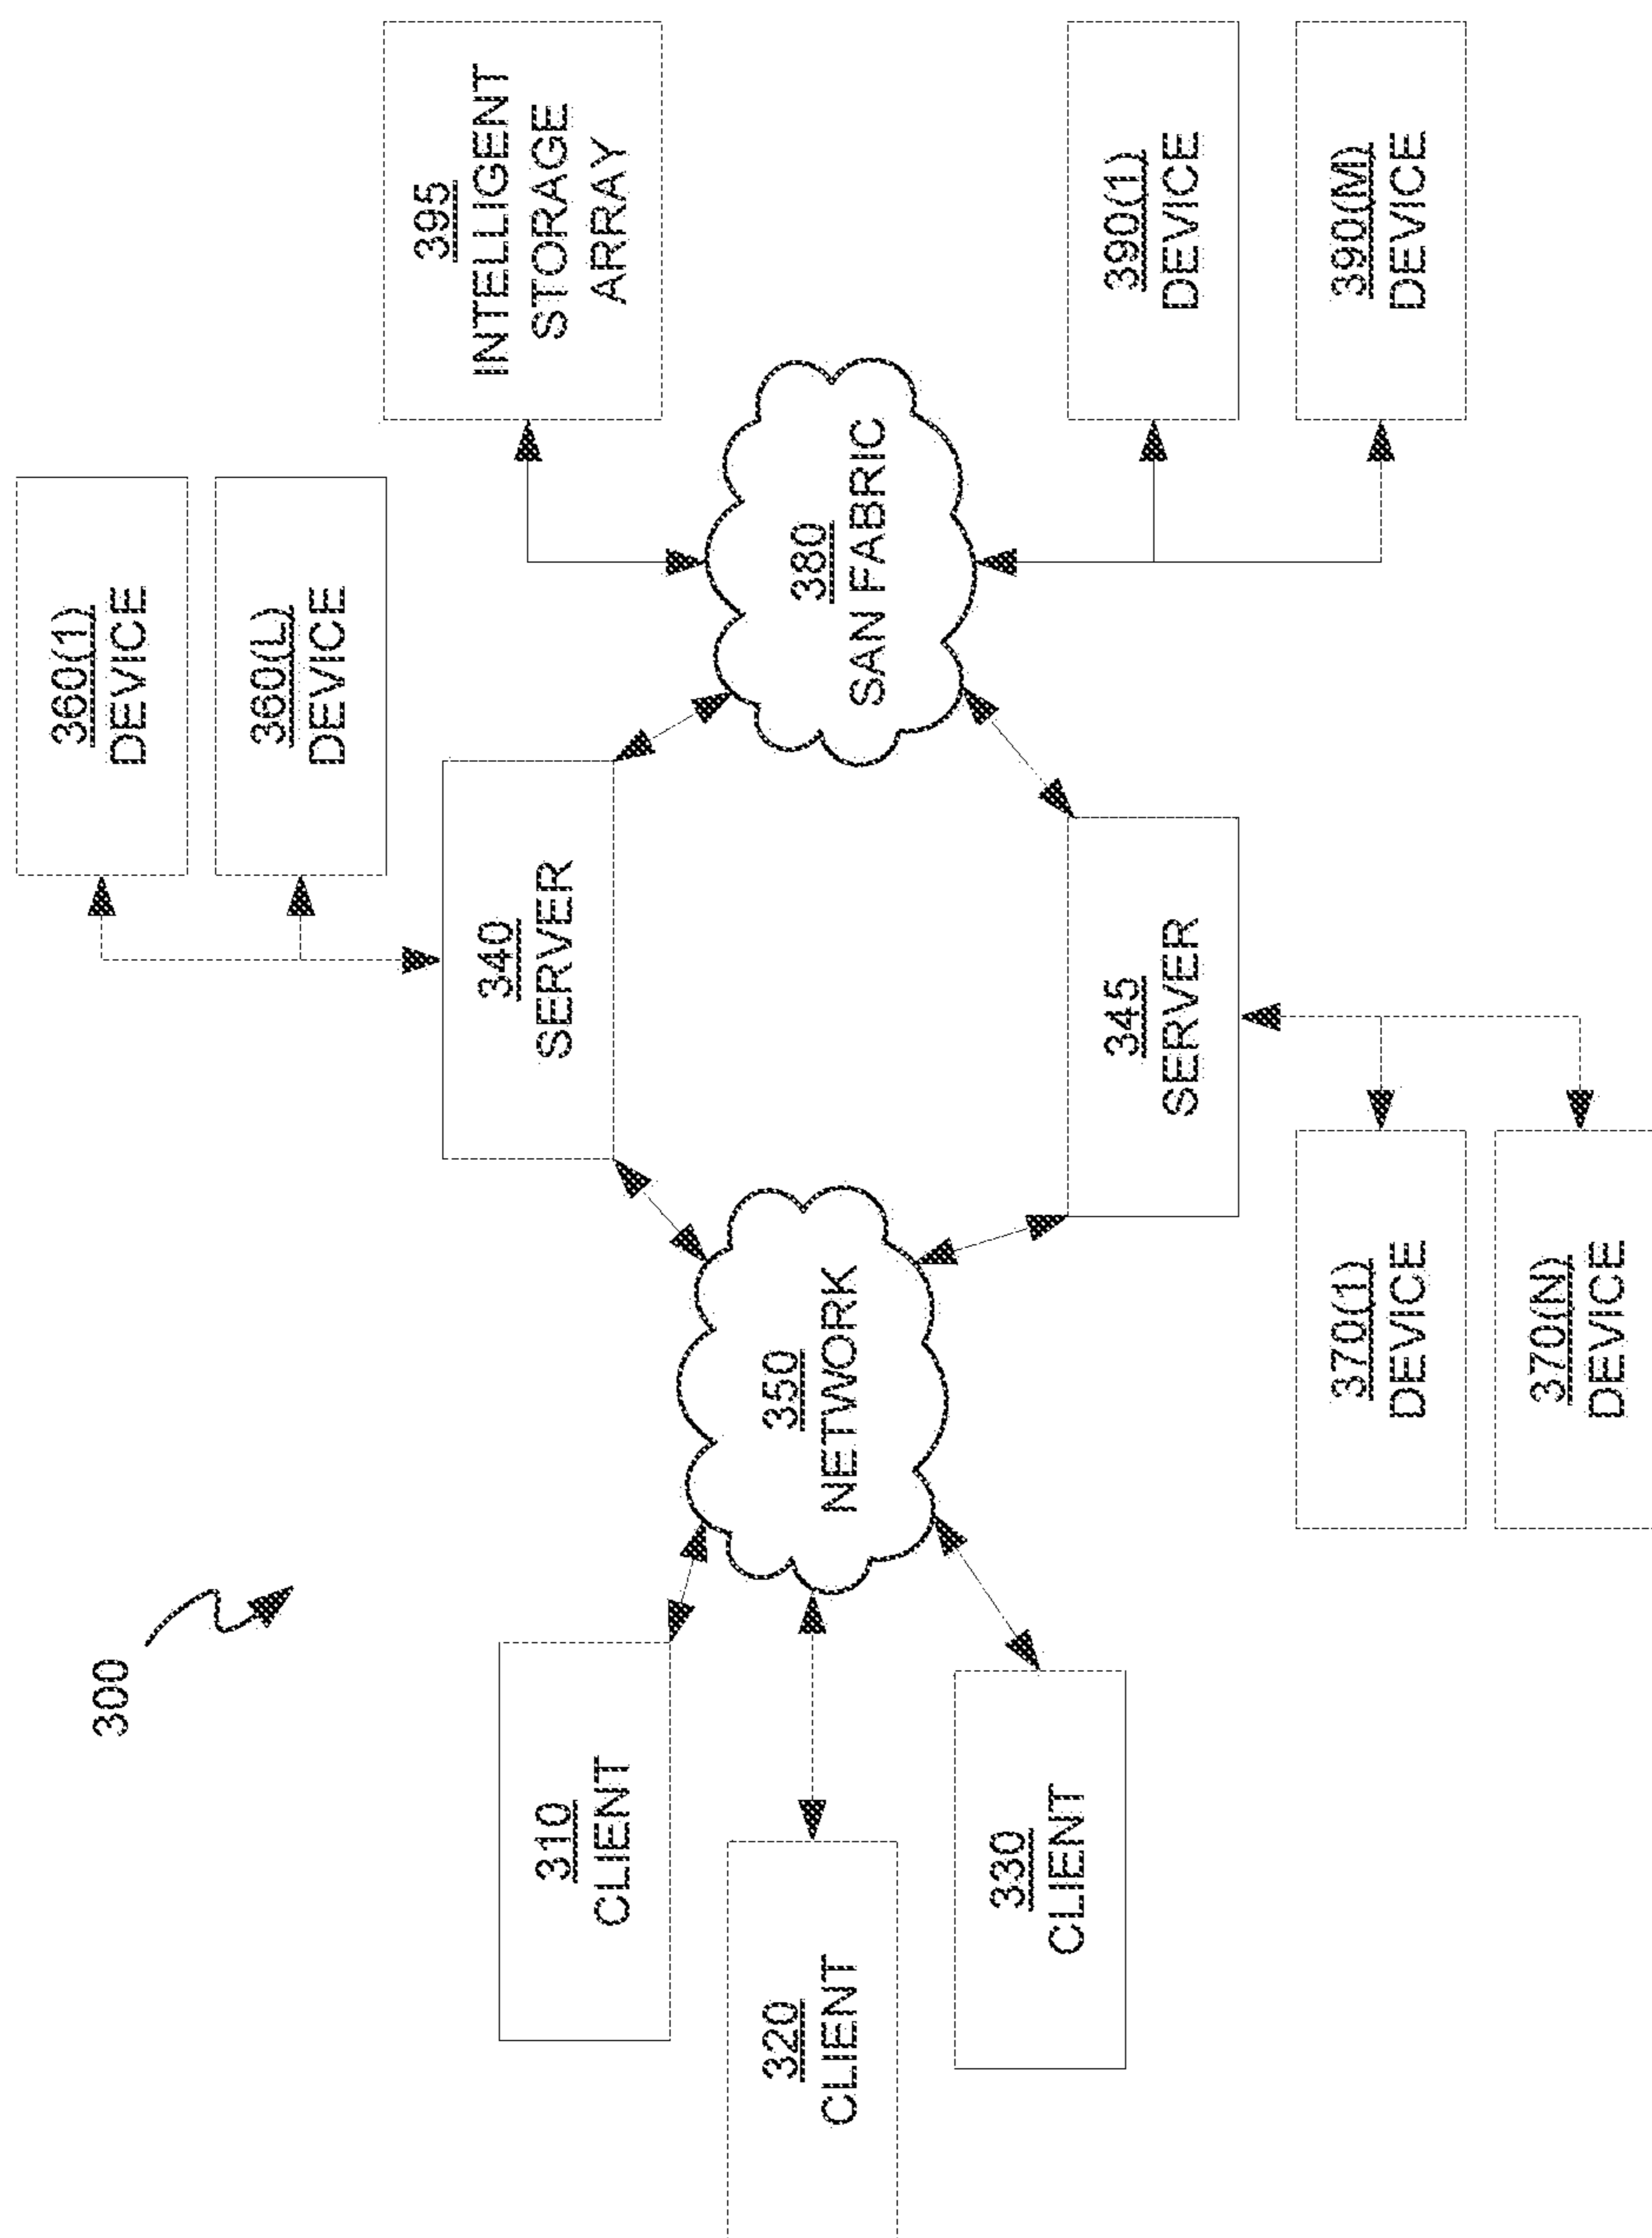 300
310
CLIENT
320
CLIENT
330
CLIENT
350
NETWORK
340
SERVER
345
SERVER
360(1)
DEVICE
360(L)
DEVICE
370(1)
DEVICE
370(N)
DEVICE
380
SAN FABRIC
395
INTELLIGENT
STORAGE
ARRAY
390(1)
DEVICE
390(M)
DEVICE